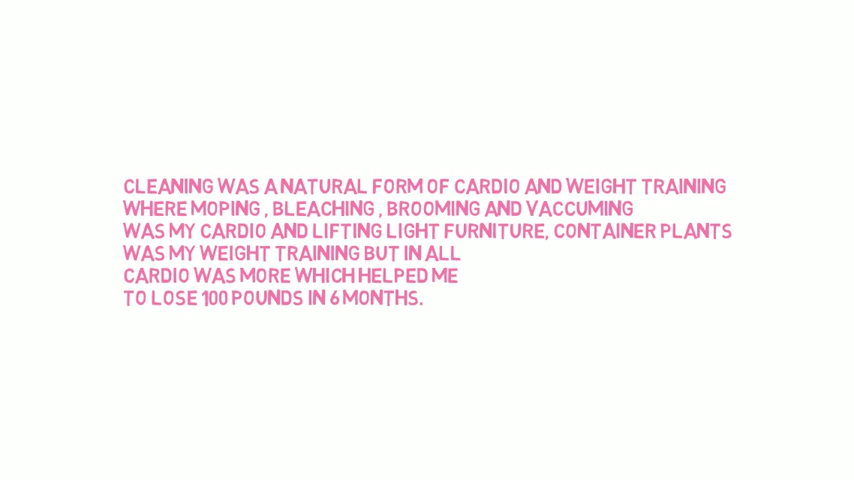 CLEANING WAS A NATURAL FORM OF CARDIO AND WEIGHT TRAINING
WHERE MOPING , BLEACHING , BROOMING AND VACCUMING
WAS MY CARDIO AND LIFTING LIGHT FURNITURE, CONTAINER PLANTS
WAS MY WEIGHT TRAINING BUT IN ALL
CARDIO WAS MORE WHICH HELPED ME
TO LOSE 100 POUNDS IN 6 MONTHS.